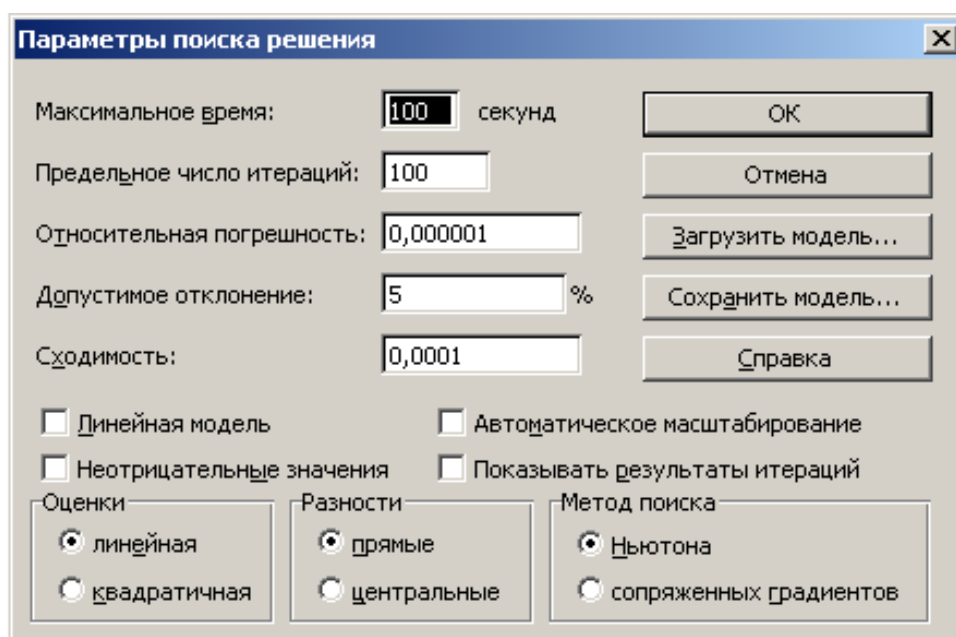 Параметры поиска решения
Максимальное время: 100 секунд OK
Предельное число итераций: 100 Отмена
Относительная погрешность: 0,000001 Загрузить модель...
Допустимое отклонение: 5 % Сохранить модель...
Сходимость: 0,0001 Справка
Линейная модель Автоматическое масштабирование
Неотрицательные значения Показывать результаты итераций
Оценки Разности Метод поиска
линейная прямые Ньютона
квадратичная центральные сопряженных градиентов